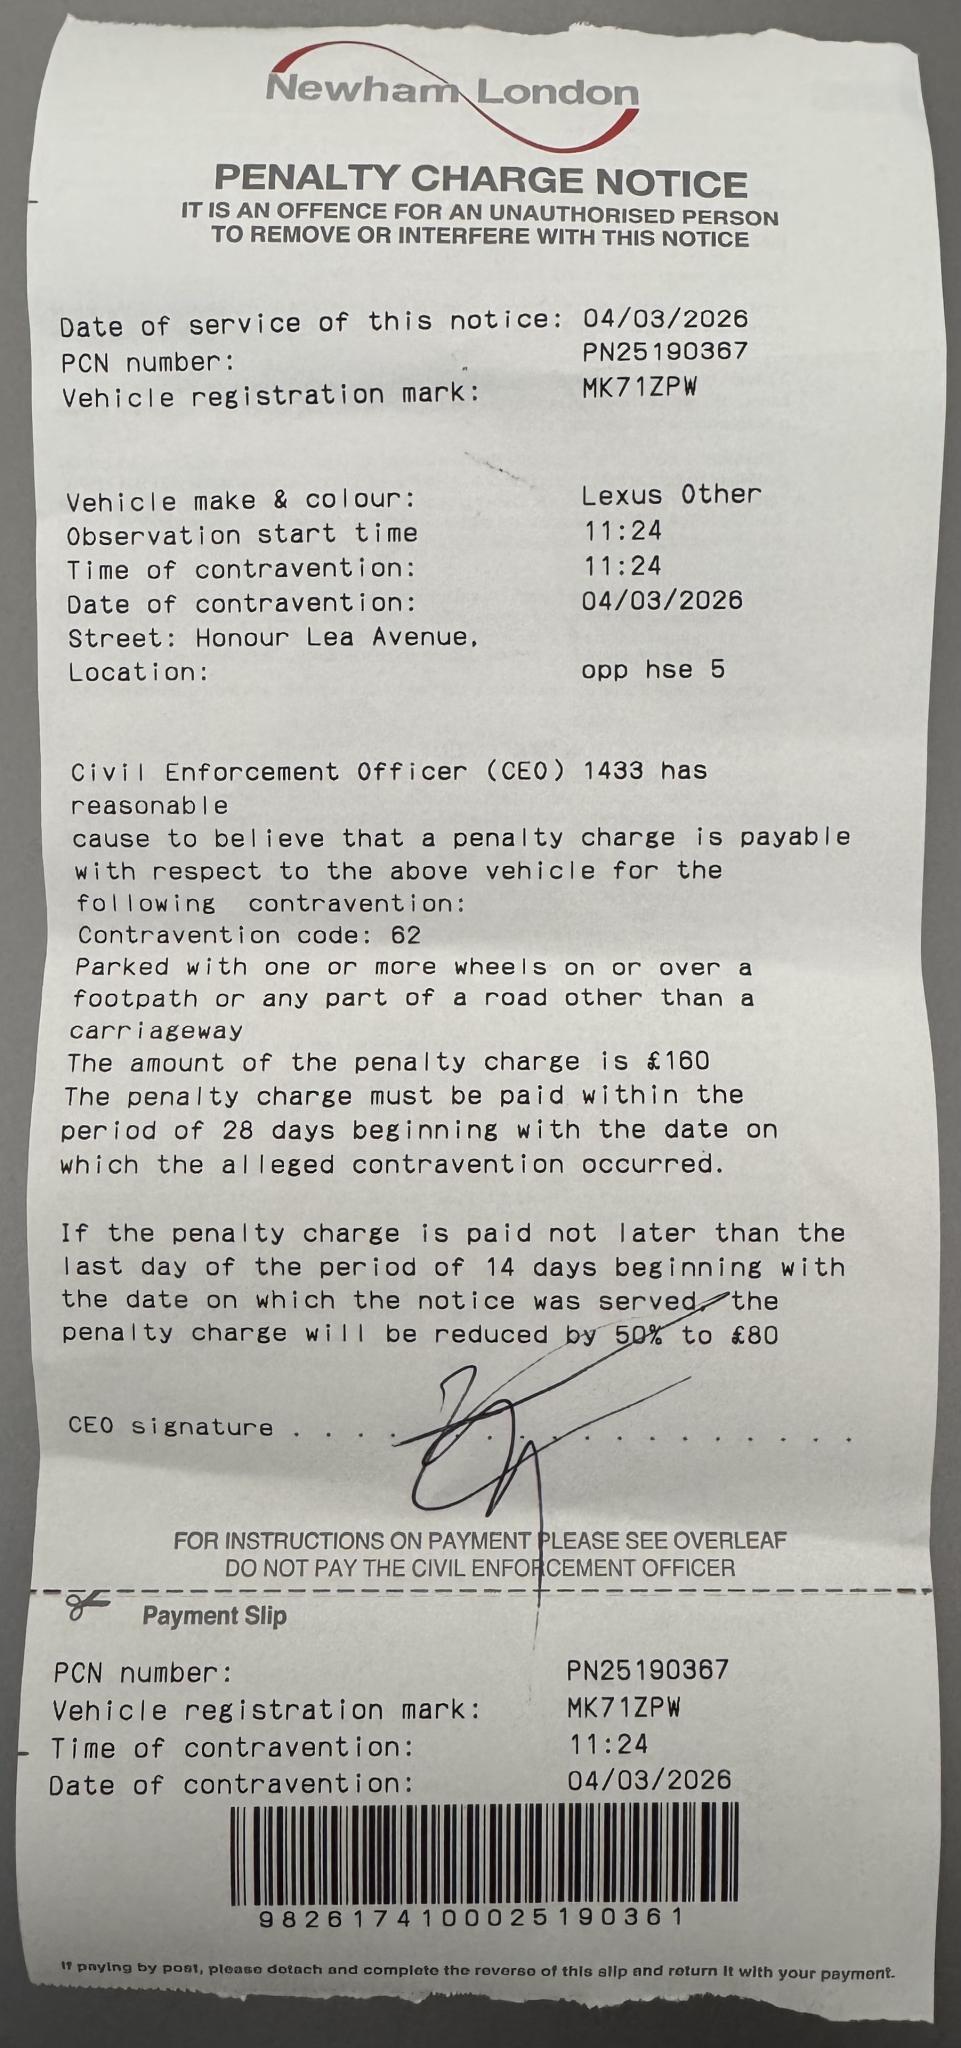 Newham London
PENALTY CHARGE NOTICE
IT IS AN OFFENCE FOR AN UNAUTHORISED PERSON
TO REMOVE OR INTERFERE WITH THIS NOTICE
Date of service of this notice: 04/03/2026
PCN number: PN25190367
Vehicle registration mark: MK71ZPW
Vehicle make & colour: Lexus Other
Observation start time 11:24
Time of contravention: 11:24
Date of contravention: 04/03/2026
Street: Honour Lea Avenue,
Location: opp hse 5
Civil Enforcement Officer (CEO) 1433 has
reasonable
cause to believe that a penalty charge is payable
with respect to the above vehicle for the
following contravention:
Contravention code: 62
Parked with one or more wheels on or over a
footpath or any part of a road other than a
carriageway
The amount of the penalty charge is £160
The penalty charge must be paid within the
period of 28 days beginning with the date on
which the alleged contravention occurred.
If the penalty charge is paid not later than the
last day of the period of 14 days beginning with
the date on which the notice was served, the
penalty charge will be reduced by 50% to £80
CEO signature . . . . . . . . . . . . . . . . . .
FOR INSTRUCTIONS ON PAYMENT PLEASE SEE OVERLEAF
DO NOT PAY THE CIVIL ENFORCEMENT OFFICER
Payment Slip
PCN number: PN25190367
Vehicle registration mark: MK71ZPW
Time of contravention: 11:24
Date of contravention: 04/03/2026
982617410002519​0361
If paying by post, please detach and complete the reverse of this slip and return it with your payment.